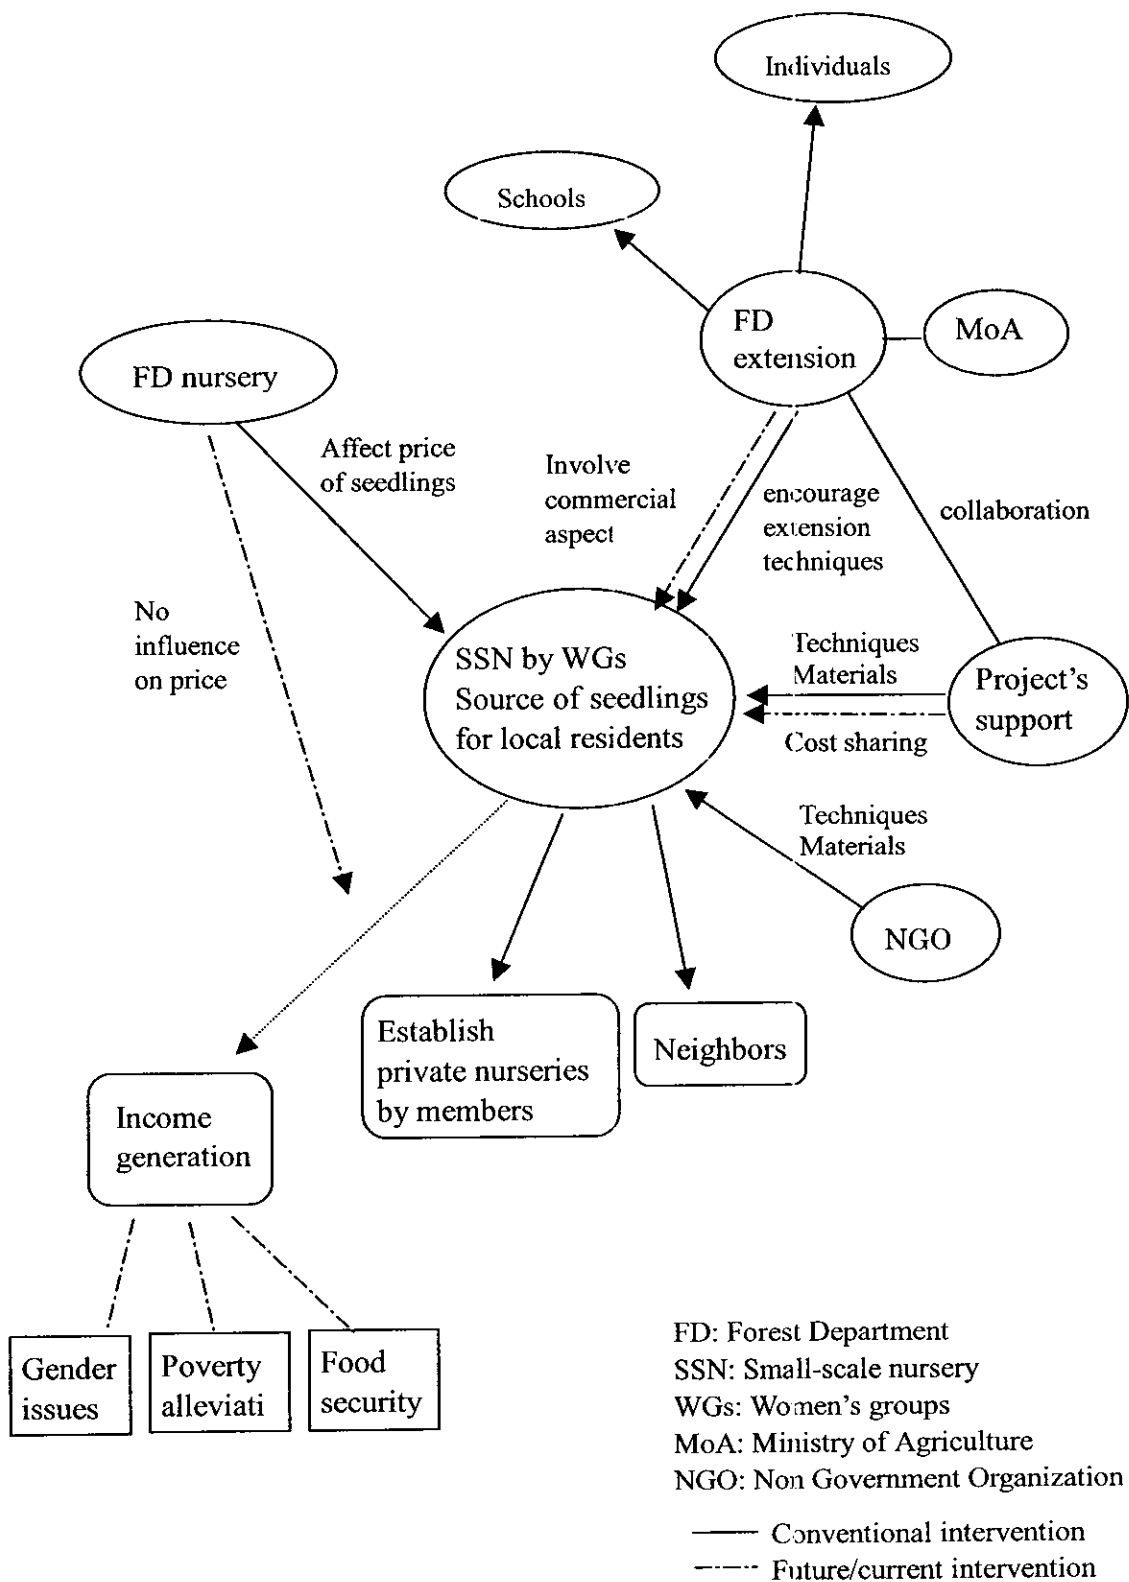 Individuals
Schools
FD
extension
MoA
FD nursery
Affect price
of seedlings
Involve
commercial
aspect
encourage
extension
techniques
collaboration
No
influence
on price
SSN by WGs
Source of seedlings
for local residents
Techniques
Materials
Project's
support
Cost sharing
Techniques
Materials
NGO
Establish
private nurseries
by members
Neighbors
Income
generation
Gender
issues
Poverty
alleviati
Food
security
FD: Forest Department
SSN: Small-scale nursery
WGs: Women's groups
MoA: Ministry of Agriculture
NGO: Non Government Organization
Conventional intervention
Future/current intervention